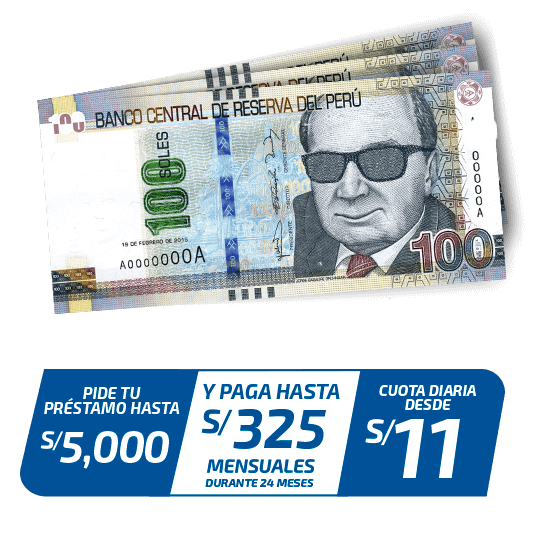 BANCO CENTRAL DE RESERVA DEL PERÚ
100
SOLES
19 DE FEBRERO DE 2015
A0000000A
00000A
100
PIDE TU
PRÉSTAMO HASTA
S/5,000
Y PAGA HASTA
S/325
MENSUALES
DURANTE 24 MESES
CUOTA DIARIA
DESDE
S/11